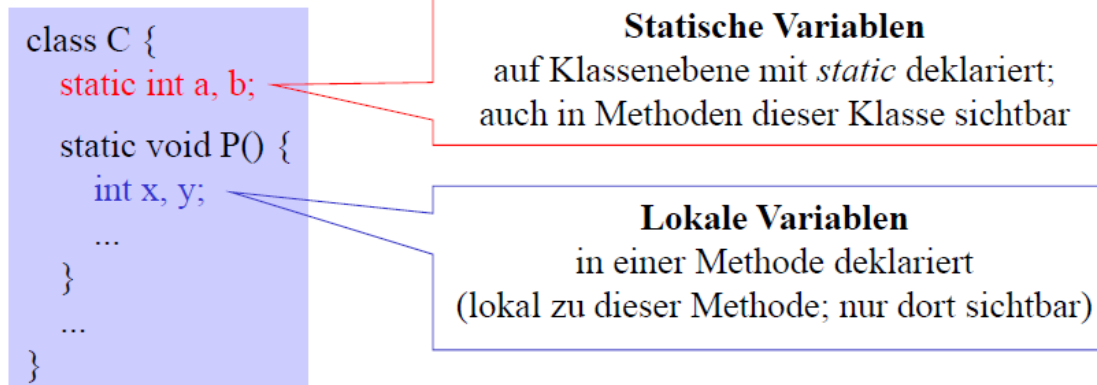 class C {
static int a, b;
static void P() {
int x, y;
...
}
...
}
Statische Variablen
auf Klassenebene mit static deklariert;
auch in Methoden dieser Klasse sichtbar
Lokale Variablen
in einer Methode deklariert
(lokal zu dieser Methode; nur dort sichtbar)